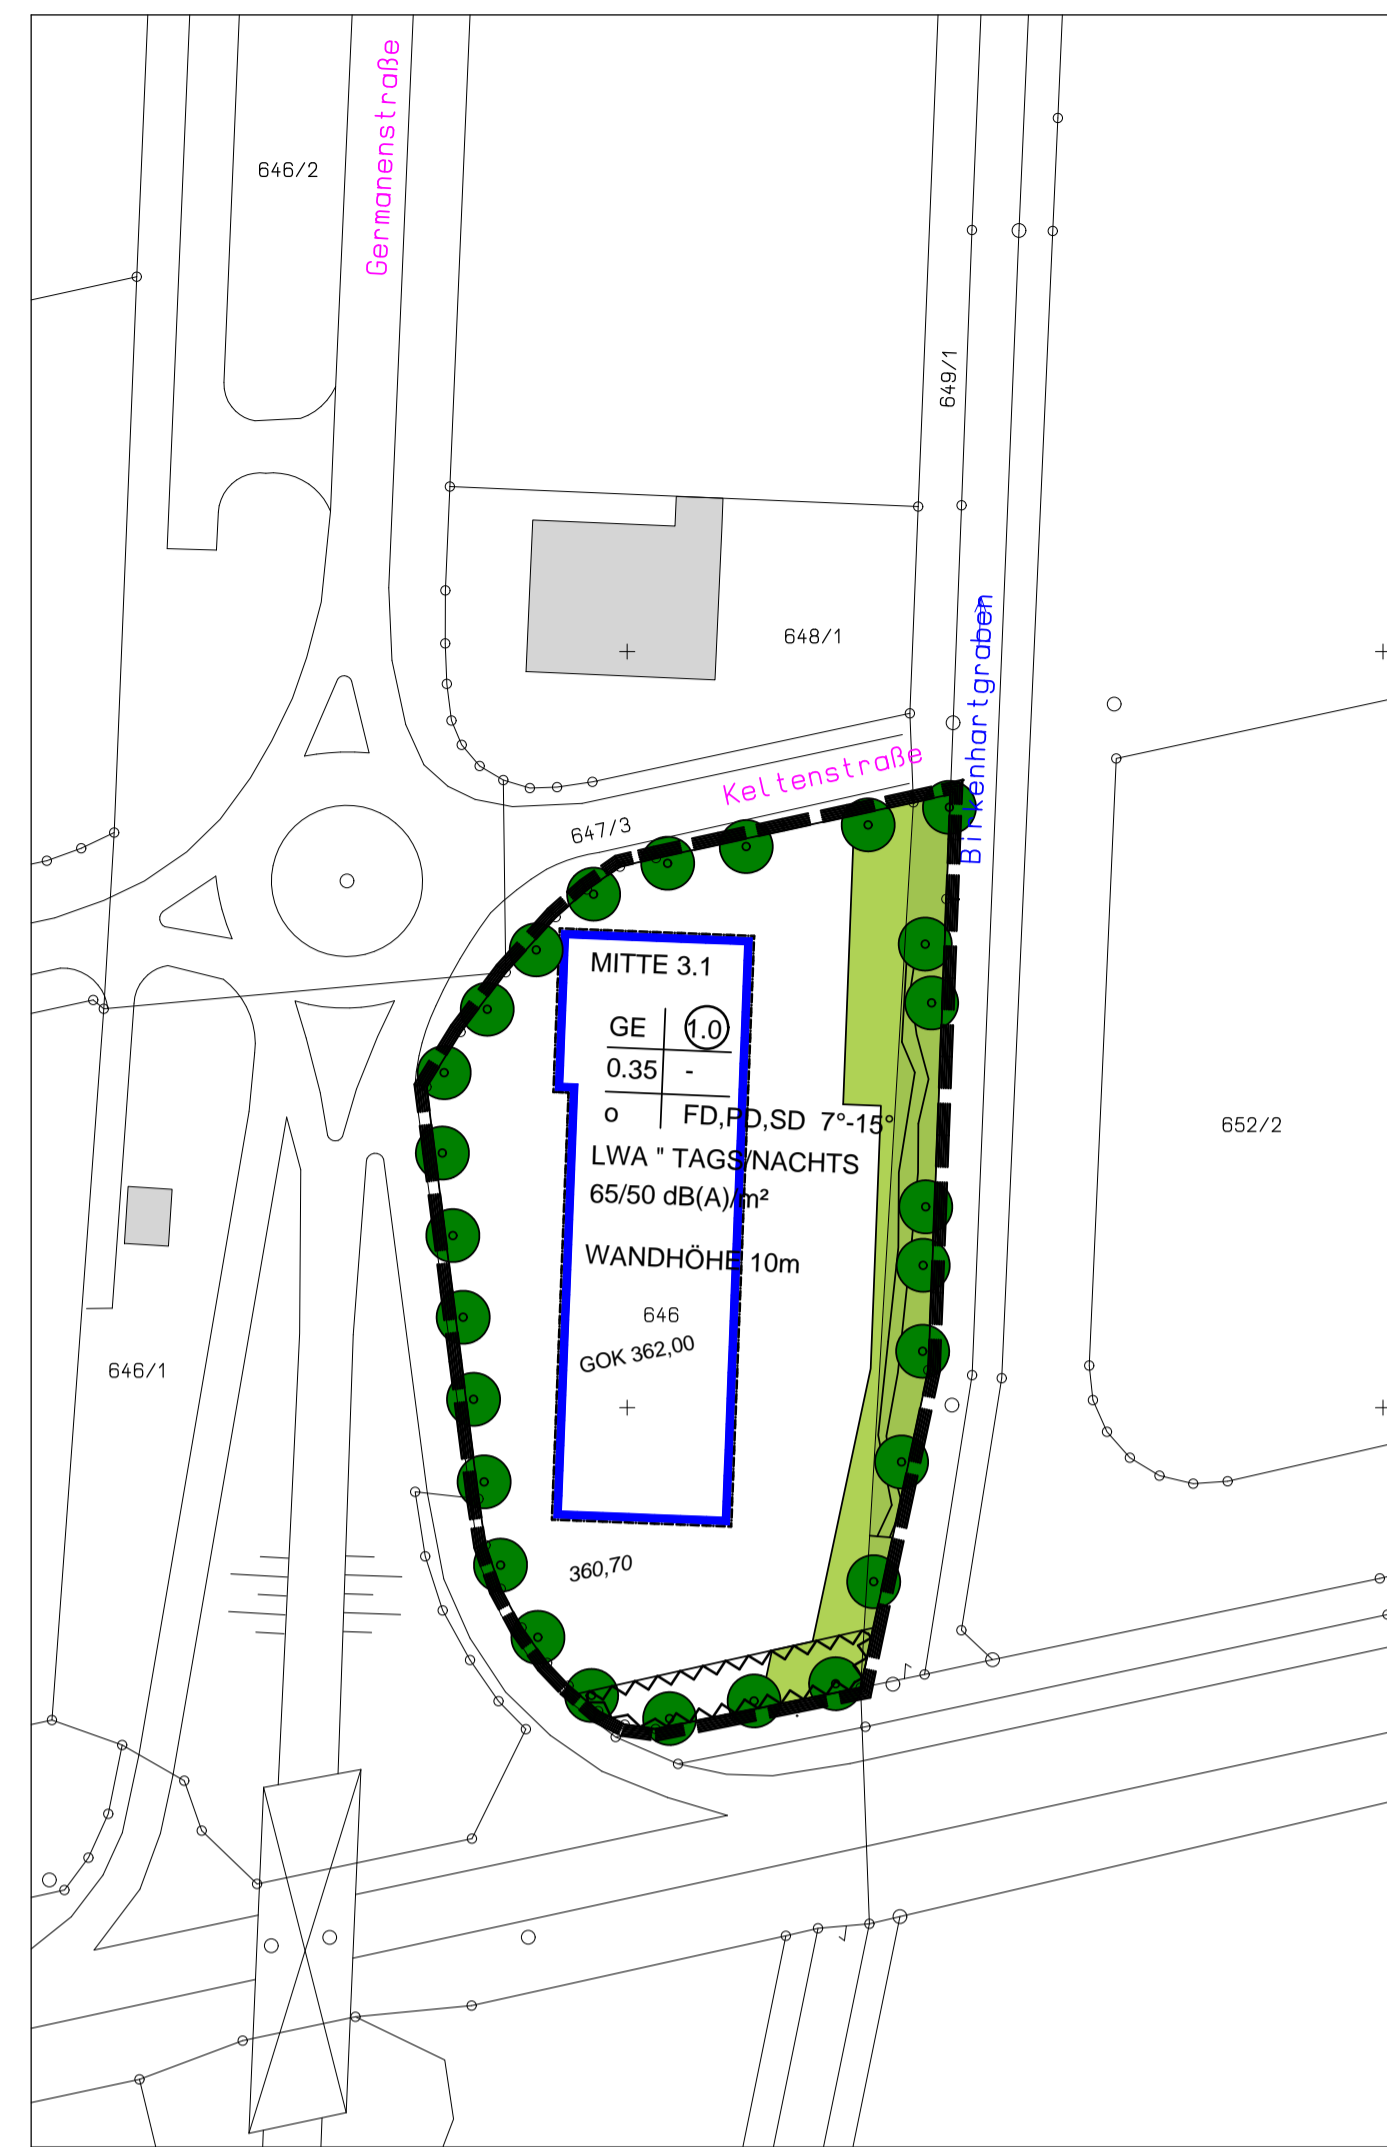 Germanenstraße
646/2
649/1
648/1
Birkenhartgraben
Keltenstraße
647/3
MITTE 3.1
GE 1.0
0.35 -
o FD,PD,SD 7°-15°
LWA " TAGS/NACHTS
65/50 dB(A)/m²
WANDHÖHE 10m
646
GOK 362,00
652/2
646/1
360,70